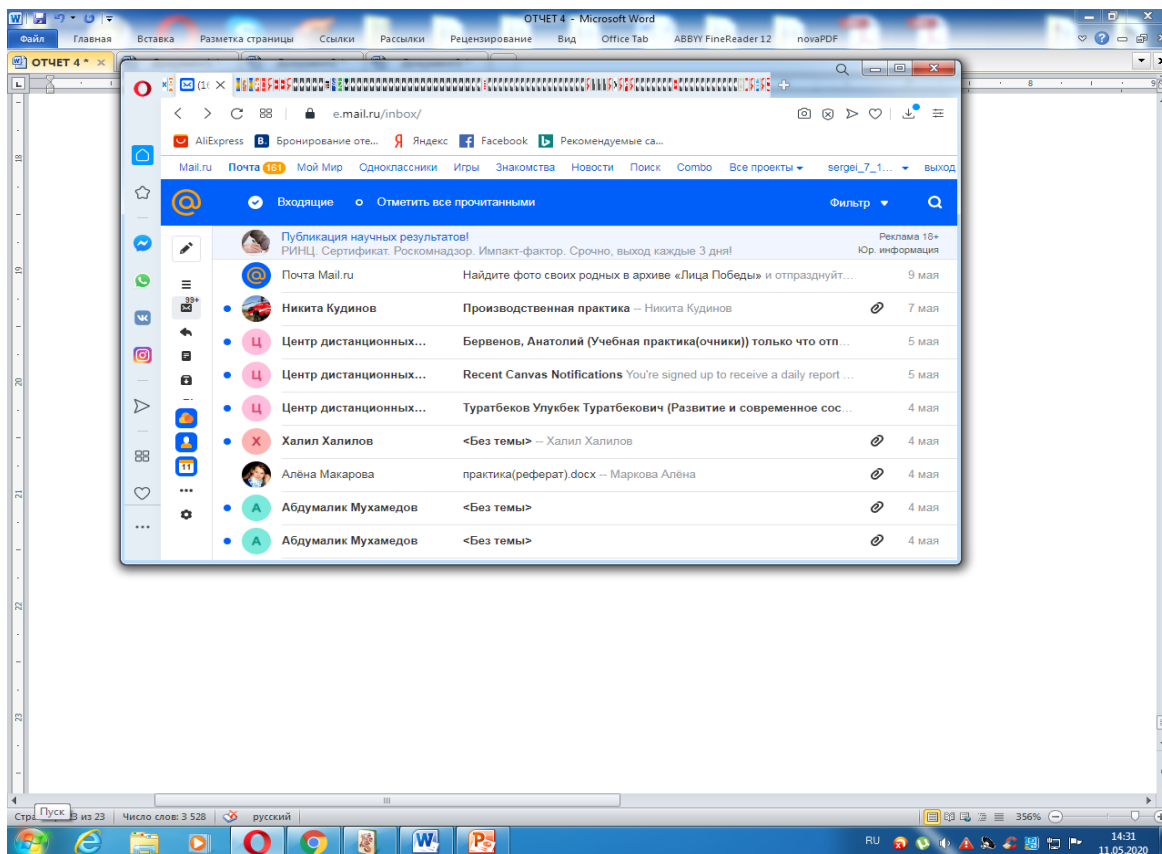 ОТЧЕТ 4 - Microsoft Word
Файл Главная Вставка Разметка страницы Ссылки Рассылки Рецензирование Вид Office Tab ABBYY FineReader 12 novaPDF
ОТЧЕТ 4 *
e.mail.ru/inbox/
AliExpress Бронирование оте... Яндекс Facebook Рекомендуемые са...
Mail.ru Почта 161 Мой Мир Одноклассники Игры Знакомства Новости Поиск Combo Все проекты sergei_7_1... выход
Входящие Отметить все прочитанными Фильтр
Публикация научных результатов! Реклама 18+
РИНЦ. Сертификат. Роскомнадзор. Импакт-фактор. Срочно, выход каждые 3 дня! Юр. информация
Почта Mail.ru Найдите фото своих родных в архиве «Лица Победы» и отпразднуйт... 9 мая
99+
Никита Кудинов Производственная практика -- Никита Кудинов 7 мая
Ц Центр дистанционных... Бервенов, Анатолий (Учебная практика(очники)) только что отп... 5 мая
Ц Центр дистанционных... Recent Canvas Notifications You're signed up to receive a daily report ... 5 мая
Ц Центр дистанционных... Туратбеков Улукбек Туратбекович (Развитие и современное сос... 4 мая
Х Халил Халилов <Без темы> -- Халил Халилов 4 мая
11
Алёна Макарова практика(реферат).docx -- Маркова Алёна 4 мая
А Абдумалик Мухамедов <Без темы> 4 мая
А Абдумалик Мухамедов <Без темы> 4 мая
Пуск
из 23 Число слов: 3 528 русский 356%
RU 14:31
11.05.2020